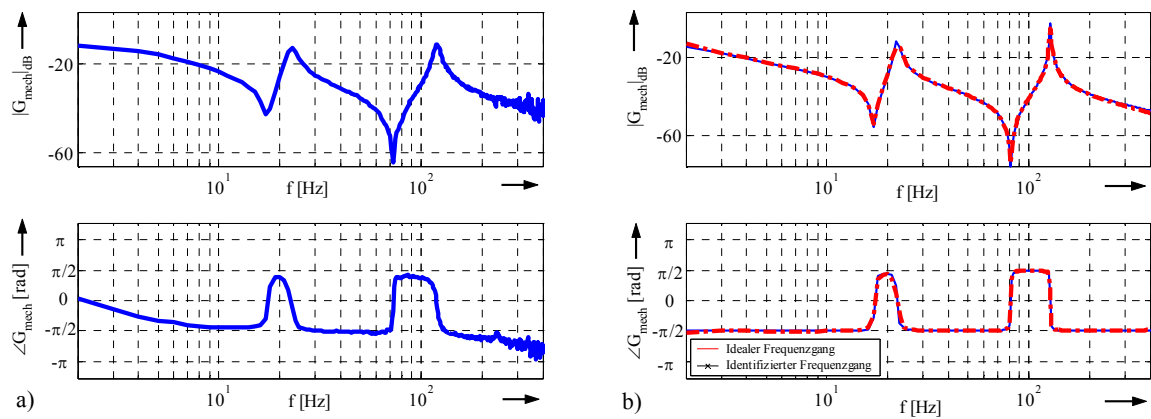 |G_mech|_dB
-20
-60
10^1
10^2
f [Hz]
∠G_mech [rad]
π
π/2
0
-π/2
-π
10^1
10^2
f [Hz]
a)
|G_mech|_dB
-20
-60
10^1
10^2
f [Hz]
∠G_mech [rad]
π
π/2
0
-π/2
-π
Idealer Frequenzgang
Identifizierter Frequenzgang
10^1
10^2
f [Hz]
b)